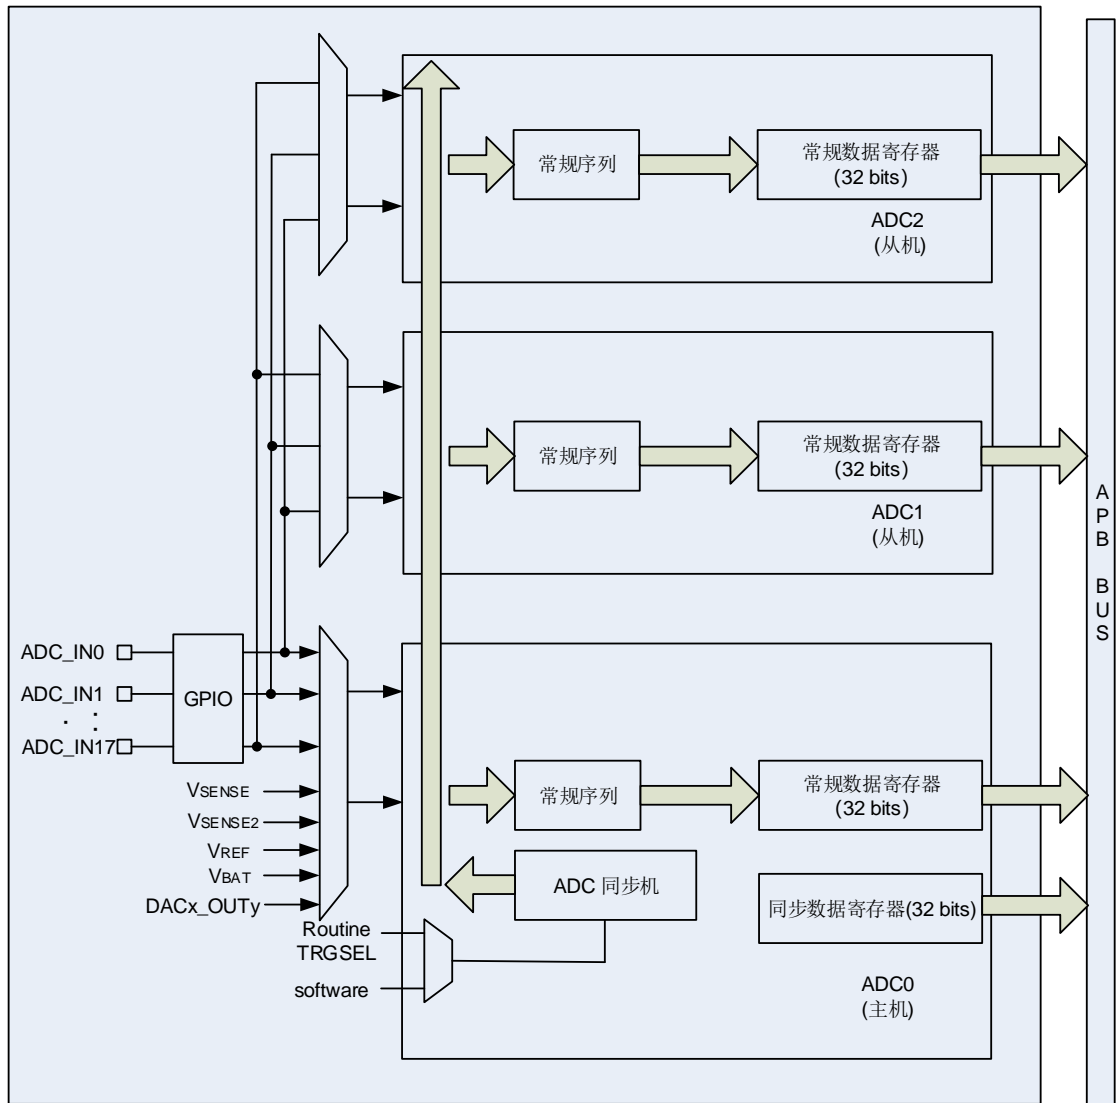 常规序列
常规数据寄存器
(32 bits)
ADC2
(从机)
常规序列
常规数据寄存器
(32 bits)
ADC1
(从机)
APB BUS
ADC_IN0
ADC_IN1
ADC_IN17
GPIO
VSENSE
VSENSE2
VREF
VBAT
DACx_OUTy
常规序列
常规数据寄存器
(32 bits)
ADC 同步机
同步数据寄存器(32 bits)
Routine
TRGSEL
software
ADC0
(主机)